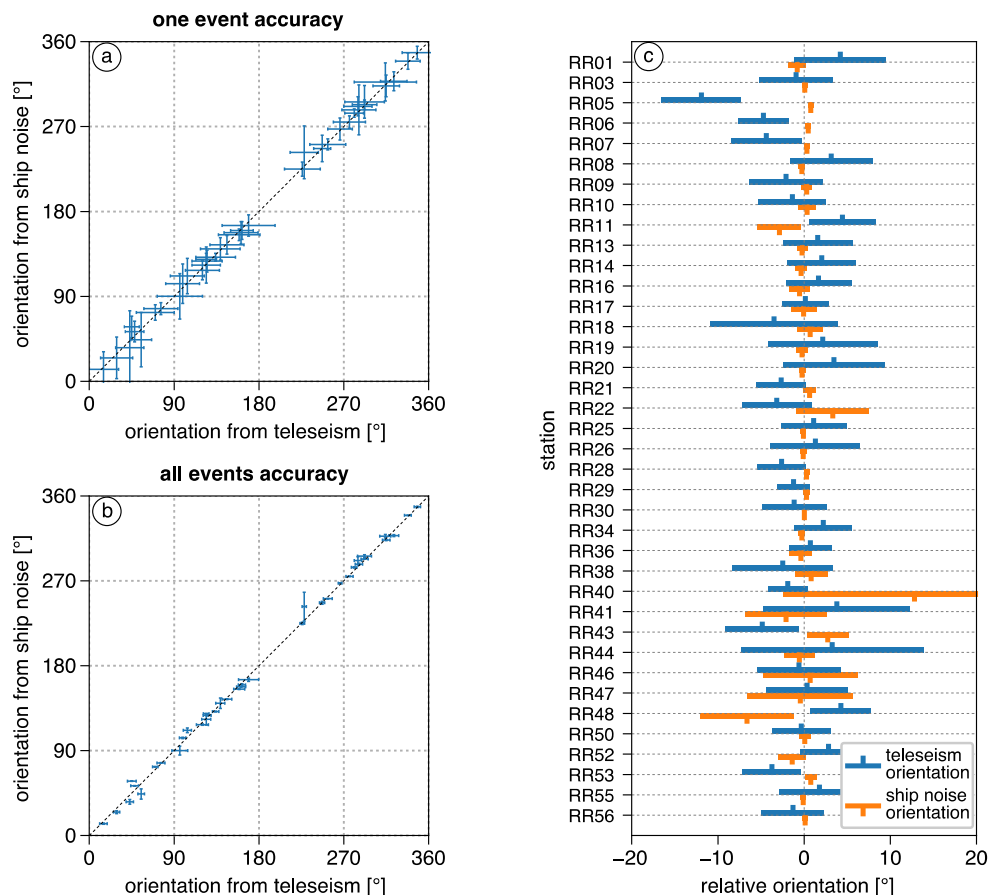 one event accuracy
a
360
270
180
90
0
orientation from ship noise [°]
0 90 180 270 360
orientation from teleseism [°]
all events accuracy
b
360
270
180
90
0
orientation from ship noise [°]
0 90 180 270 360
orientation from teleseism [°]
c
station
RR01
RR03
RR05
RR06
RR07
RR08
RR09
RR10
RR11
RR13
RR14
RR16
RR17
RR18
RR19
RR20
RR21
RR22
RR25
RR26
RR28
RR29
RR30
RR34
RR36
RR38
RR40
RR41
RR43
RR44
RR46
RR47
RR48
RR50
RR52
RR53
RR55
RR56
teleseism
orientation
ship noise
orientation
−20 −10 0 10 20
relative orientation [°]